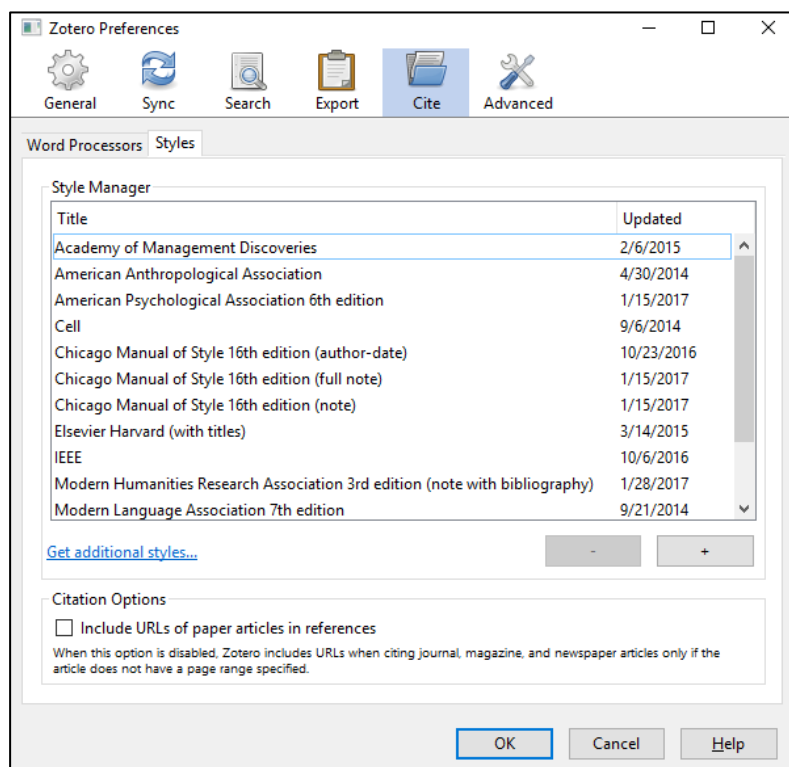 Zotero Preferences
General Sync Search Export Cite Advanced
Word Processors Styles
Style Manager
Title Updated
Academy of Management Discoveries 2/6/2015
American Anthropological Association 4/30/2014
American Psychological Association 6th edition 1/15/2017
Cell 9/6/2014
Chicago Manual of Style 16th edition (author-date) 10/23/2016
Chicago Manual of Style 16th edition (full note) 1/15/2017
Chicago Manual of Style 16th edition (note) 1/15/2017
Elsevier Harvard (with titles) 3/14/2015
IEEE 10/6/2016
Modern Humanities Research Association 3rd edition (note with bibliography) 1/28/2017
Modern Language Association 7th edition 9/21/2014
Get additional styles... - +
Citation Options
Include URLs of paper articles in references
When this option is disabled, Zotero includes URLs when citing journal, magazine, and newspaper articles only if the
article does not have a page range specified.
OK Cancel Help